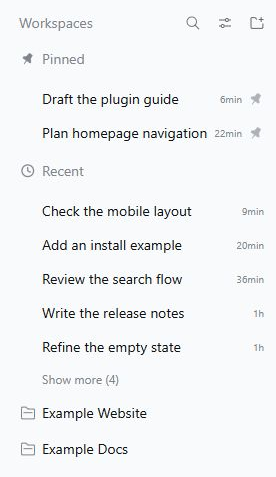 Workspaces
Pinned
Draft the plugin guide 6min
Plan homepage navigation 22min
Recent
Check the mobile layout 9min
Add an install example 20min
Review the search flow 36min
Write the release notes 1h
Refine the empty state 1h
Show more (4)
Example Website
Example Docs